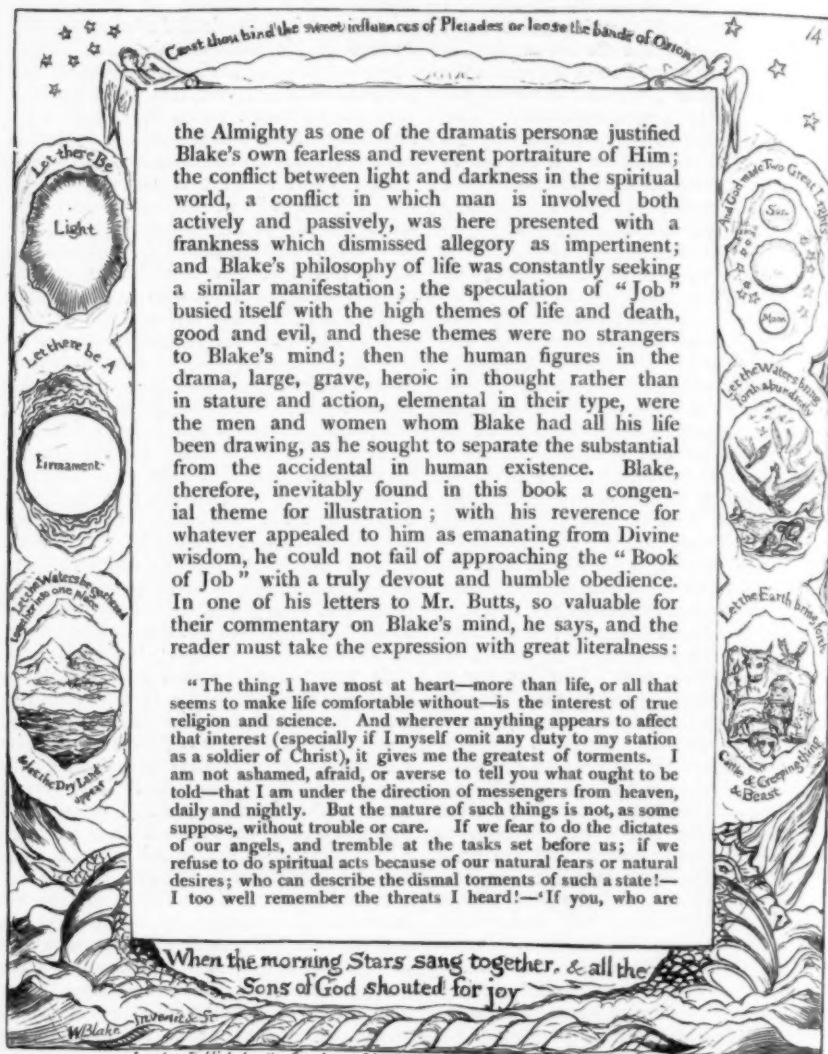 Canst thou bind the sweet influences of Pleiades or loose the bands of Orion
14
Let there Be
Light
Let there be A
Firmament
Let the Waters be gathered
together into one place
& let the Dry Land
appear
the Almighty as one of the dramatis personæ justified
Blake's own fearless and reverent portraiture of Him;
the conflict between light and darkness in the spiritual
world, a conflict in which man is involved both
actively and passively, was here presented with a
frankness which dismissed allegory as impertinent;
and Blake's philosophy of life was constantly seeking
a similar manifestation; the speculation of "Job"
busied itself with the high themes of life and death,
good and evil, and these themes were no strangers
to Blake's mind; then the human figures in the
drama, large, grave, heroic in thought rather than
in stature and action, elemental in their type, were
the men and women whom Blake had all his life
been drawing, as he sought to separate the substantial
from the accidental in human existence. Blake,
therefore, inevitably found in this book a congen-
ial theme for illustration; with his reverence for
whatever appealed to him as emanating from Divine
wisdom, he could not fail of approaching the "Book
of Job" with a truly devout and humble obedience.
In one of his letters to Mr. Butts, so valuable for
their commentary on Blake's mind, he says, and the
reader must take the expression with great literalness:
"The thing I have most at heart—more than life, or all that
seems to make life comfortable without—is the interest of true
religion and science. And wherever anything appears to affect
that interest (especially if I myself omit any duty to my station
as a soldier of Christ), it gives me the greatest of torments. I
am not ashamed, afraid, or averse to tell you what ought to be
told—that I am under the direction of messengers from heaven,
daily and nightly. But the nature of such things is not, as some
suppose, without trouble or care. If we fear to do the dictates
of our angels, and tremble at the tasks set before us; if we
refuse to do spiritual acts because of our natural fears or natural
desires; who can describe the dismal torments of such a state!—
I too well remember the threats I heard!—'If you, who are
And God made Two Great Lights
Sun
Moon
Let the Waters bring
forth abundantly
Let the Earth bring forth
Cattle & Creeping thing
& Beast
When the morning Stars sang together, & all the
Sons of God shouted for joy
WBlake invenit & sc